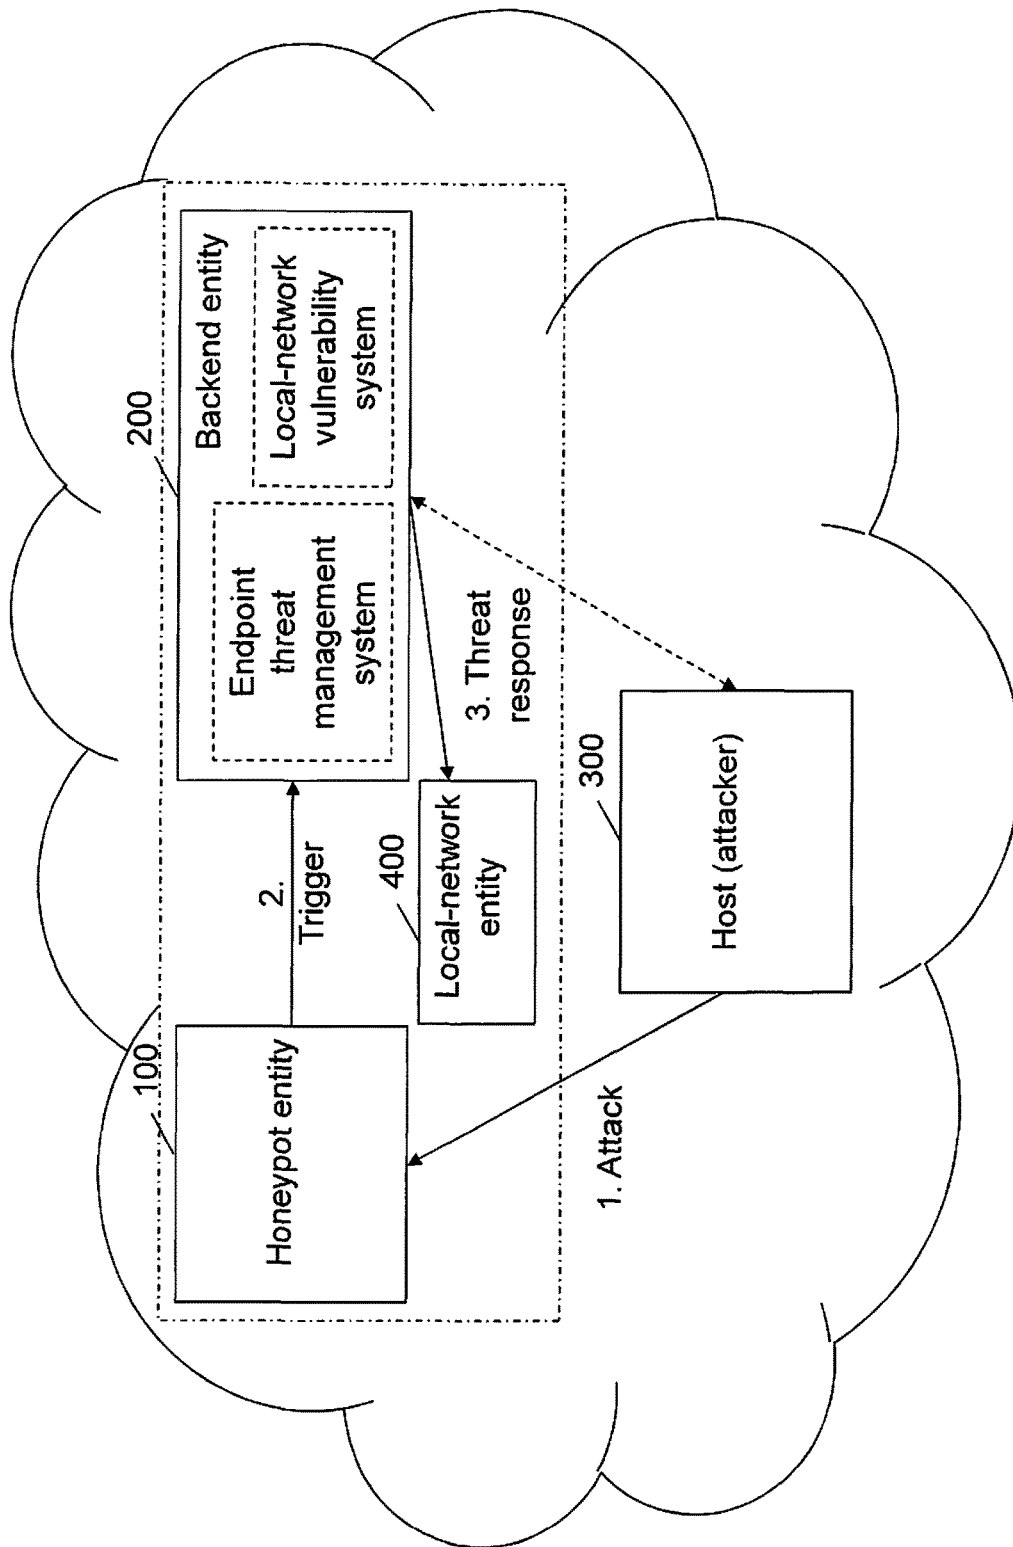 100
Honeypot entity
2.
Trigger
200
Backend entity
Endpoint
threat
management
system
Local-network
vulnerability
system
400
Local-network
entity
3. Threat
response
1. Attack
300
Host (attacker)